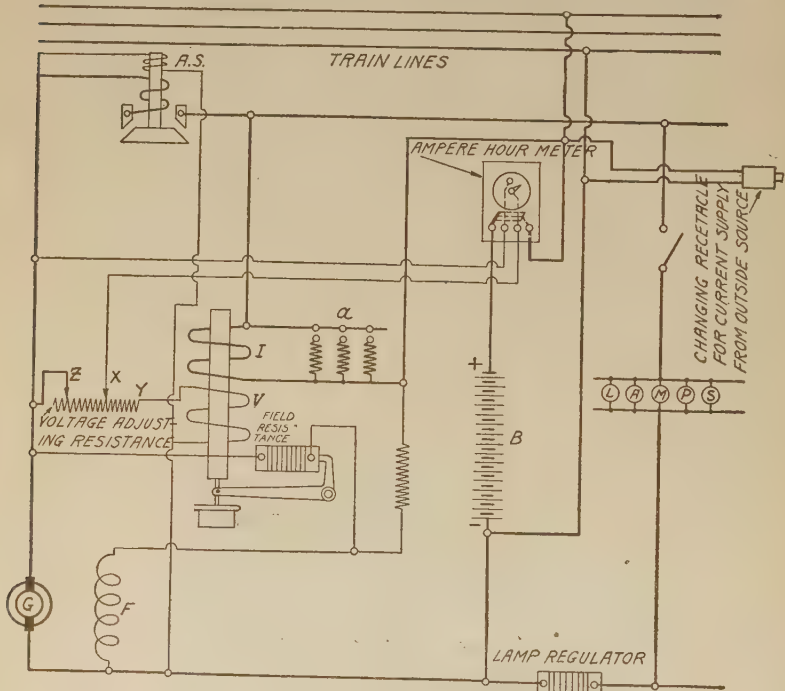 TRAIN LINES
A.S.
AMPERE HOUR METER
CHANGING RECETACLE
FOR CURRENT SUPPLY
FROM OUTSIDE SOURCE
a
I
Z
X
Y
V
VOLTAGE ADJUST-
ING RESISTANCE
FIELD
RESIS-
TANCE
+
B
-
L A M P S
G
F
LAMP REGULATOR